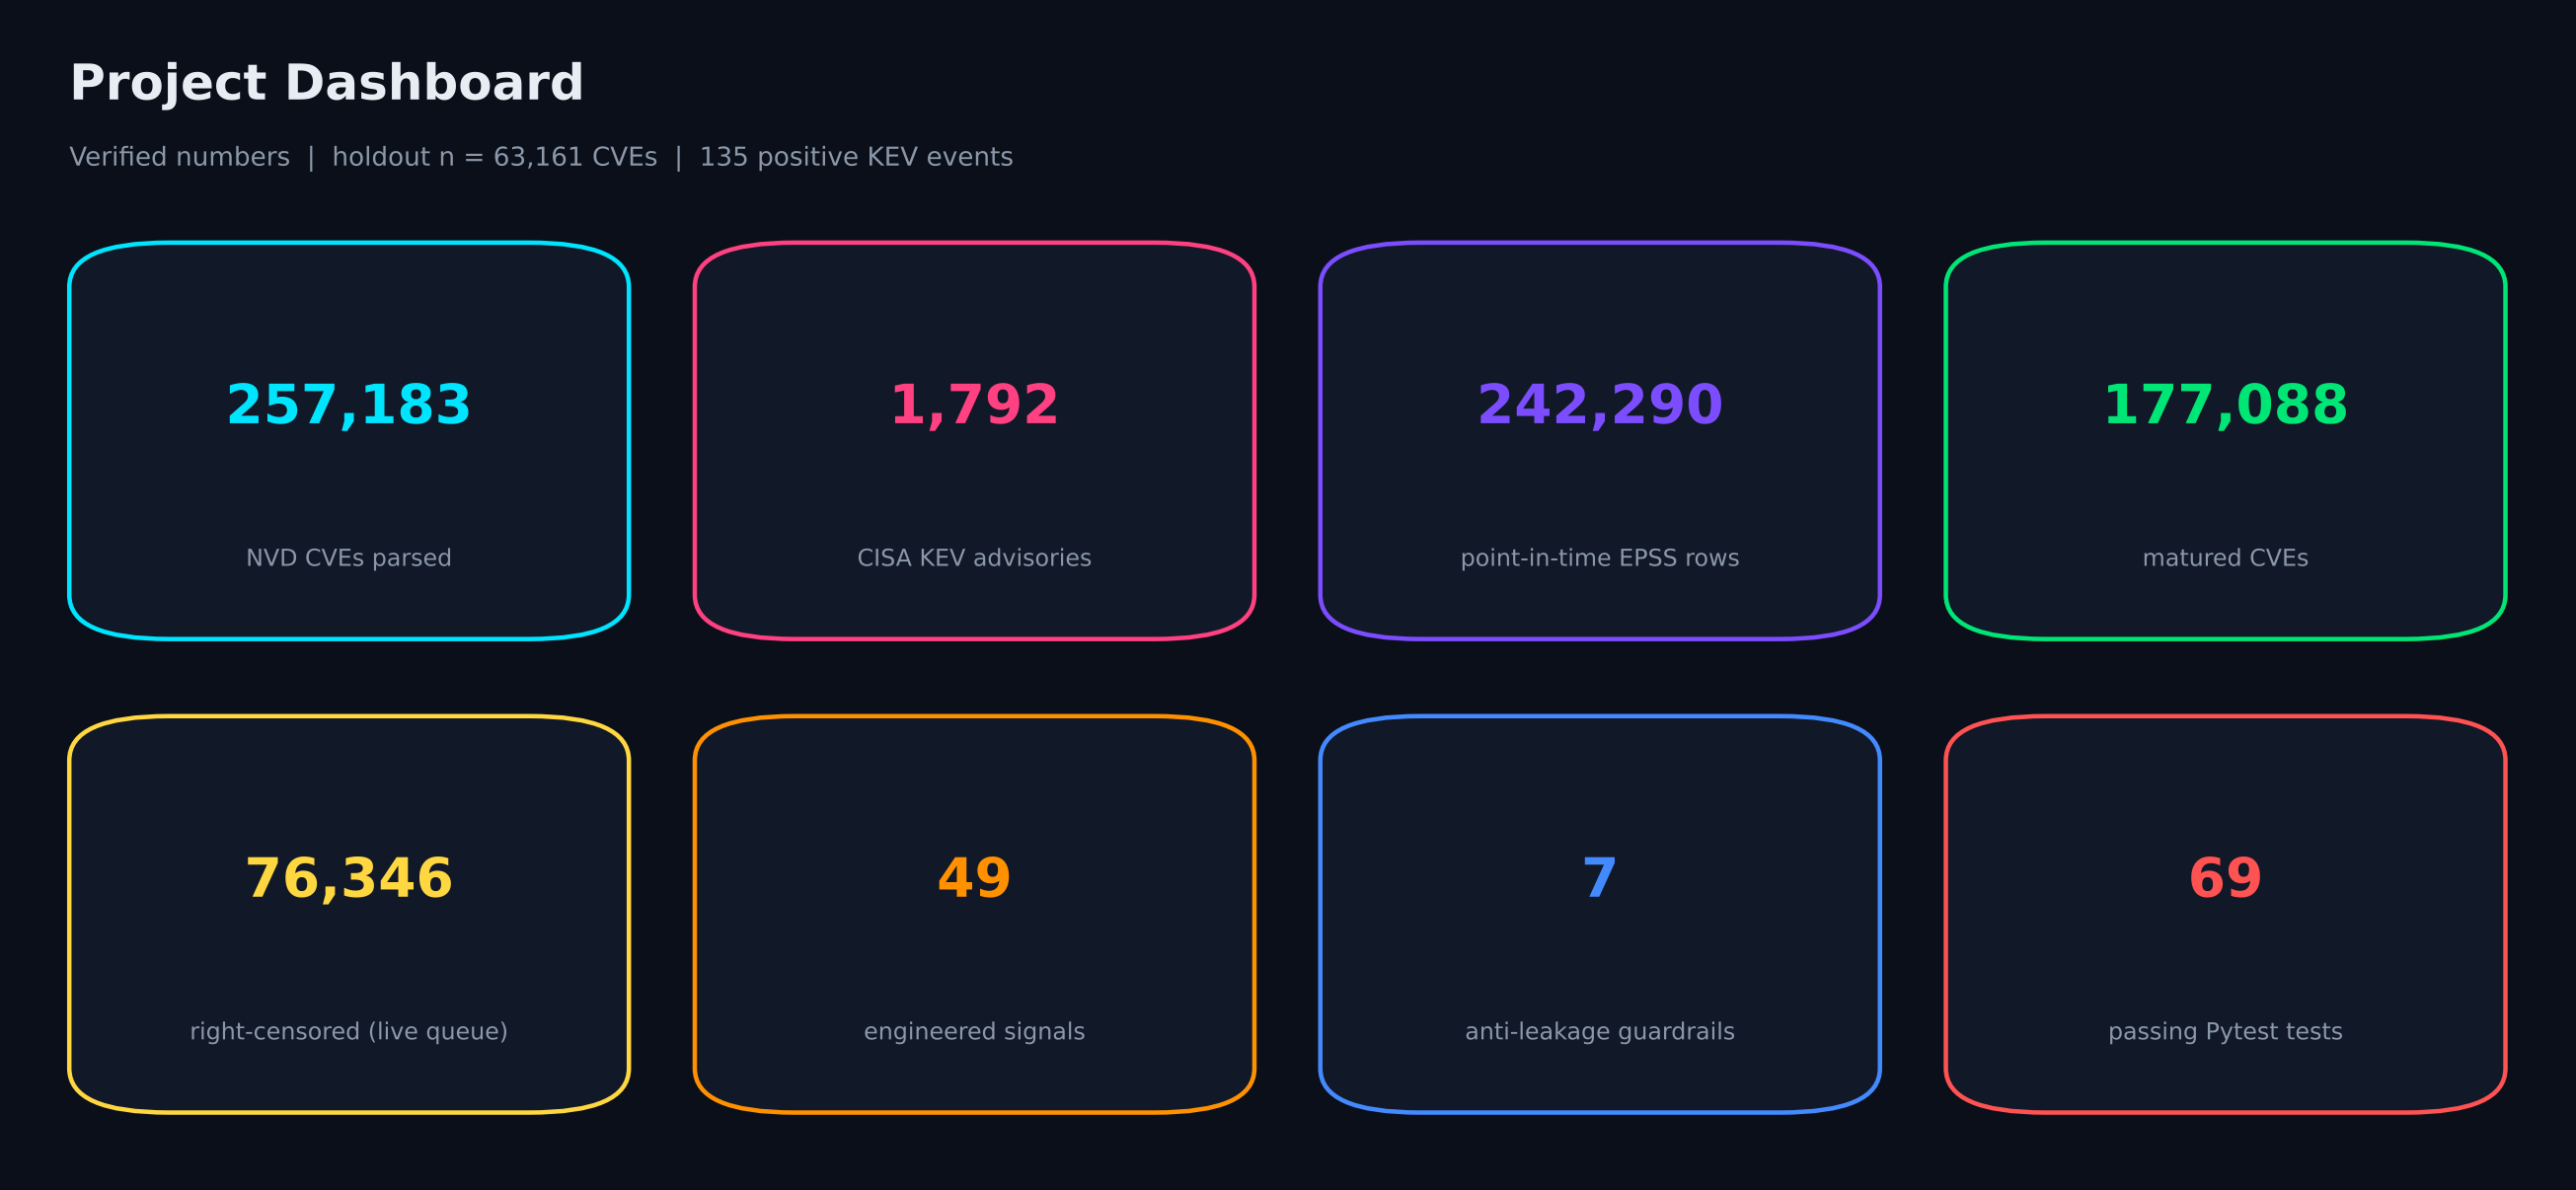 Project Dashboard
Verified numbers | holdout n = 63,161 CVEs | 135 positive KEV events
257,183
NVD CVEs parsed
1,792
CISA KEV advisories
242,290
point-in-time EPSS rows
177,088
matured CVEs
76,346
right-censored (live queue)
49
engineered signals
7
anti-leakage guardrails
69
passing Pytest tests